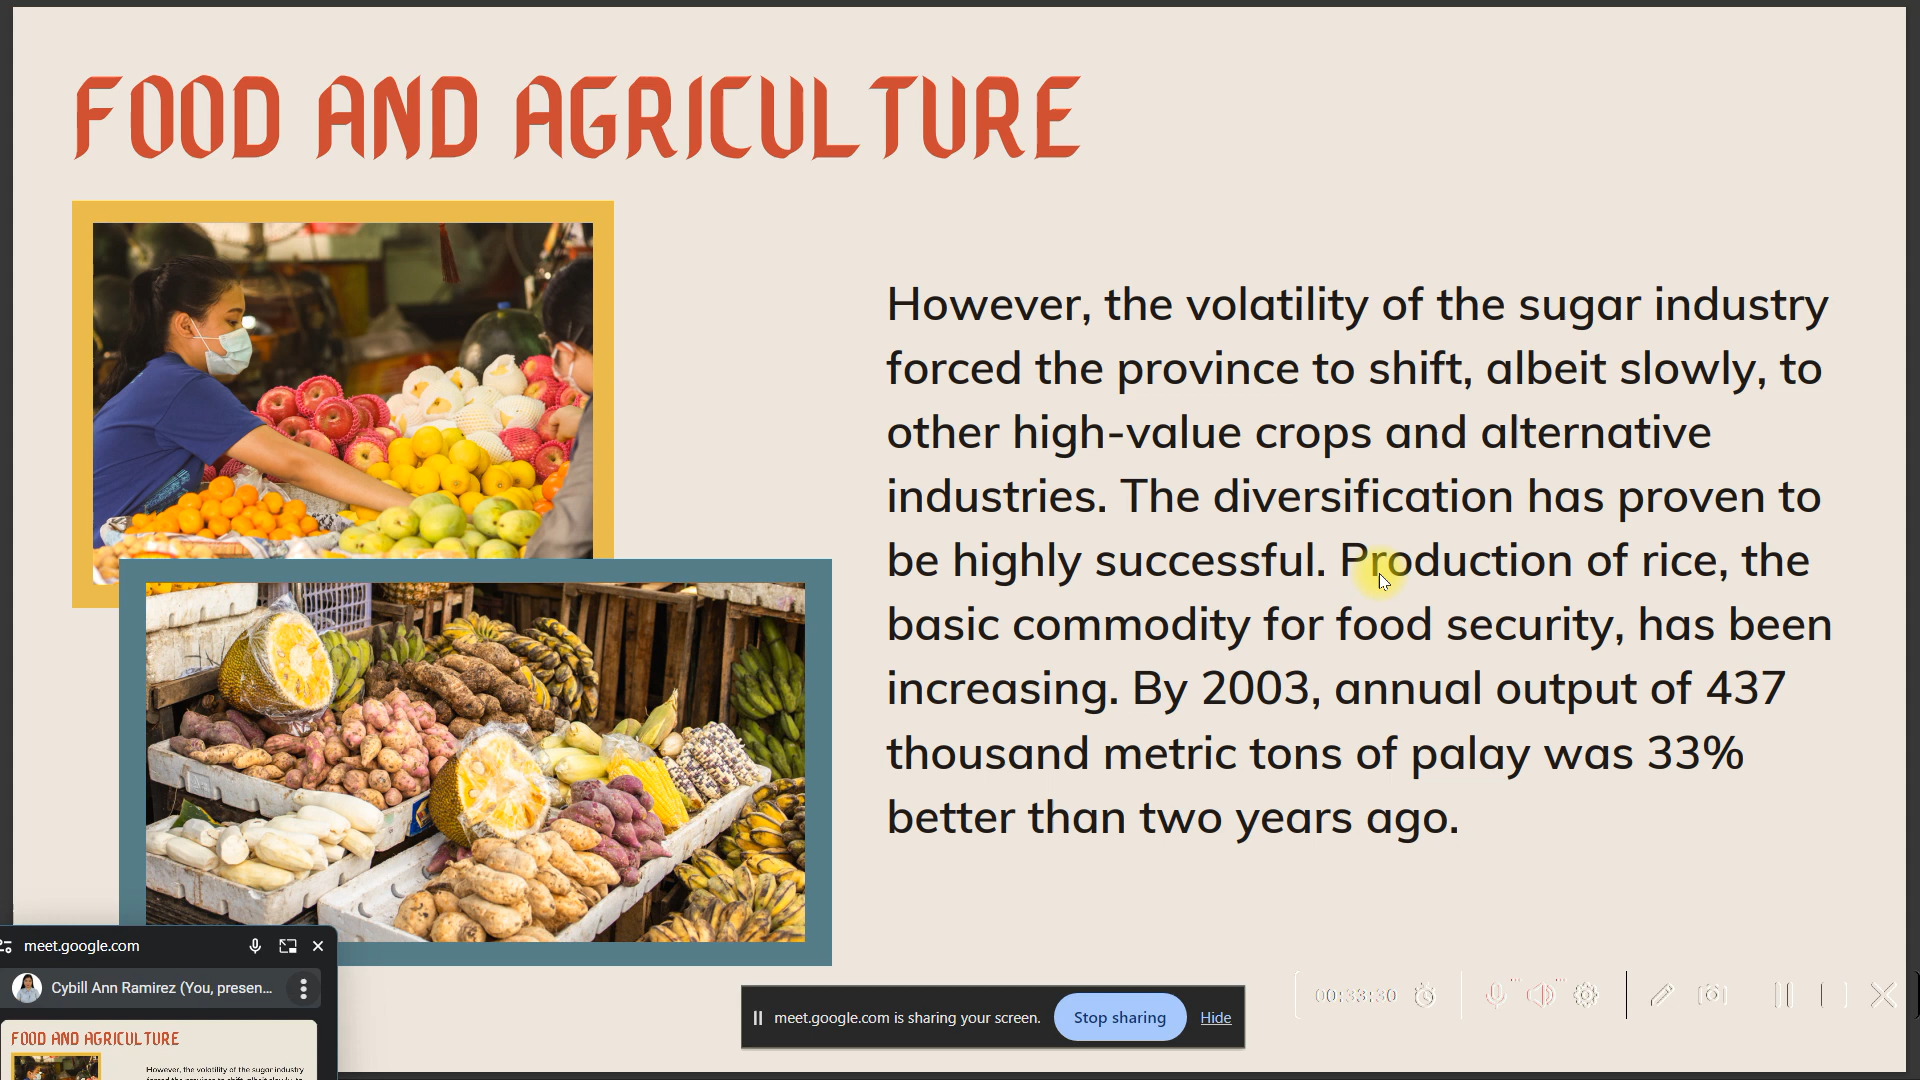 FOOD AND AGRICULTURE
However, the volatility of the sugar industry
forced the province to shift, albeit slowly, to
other high-value crops and alternative
industries. The diversification has proven to
be highly successful. Production of rice, the
basic commodity for food security, has been
increasing. By 2003, annual output of 437
thousand metric tons of palay was 33%
better than two years ago.
meet.google.com
Cybill Ann Ramirez (You, presen...
FOOD AND AGRICULTURE
However, the volatility of the sugar industry
meet.google.com is sharing your screen.
Stop sharing
Hide
00:33:30